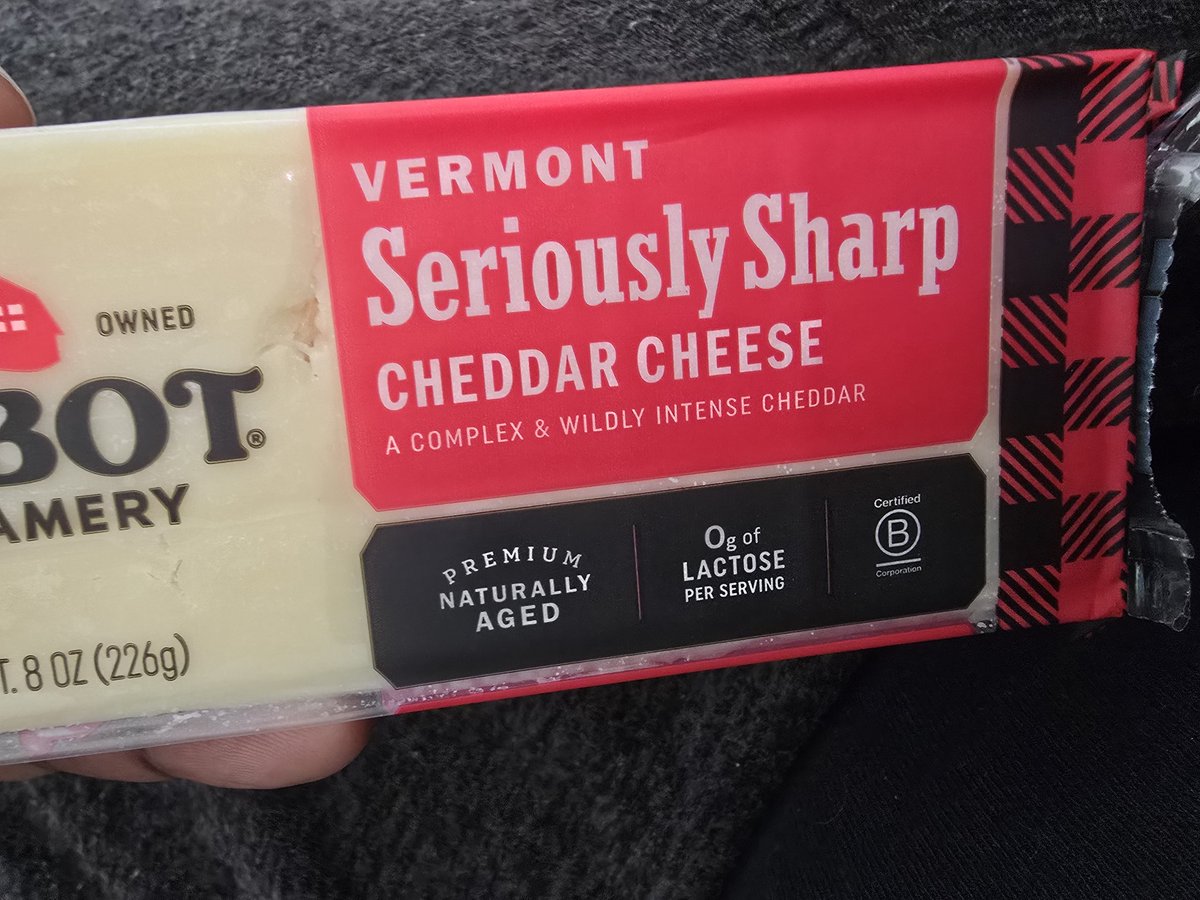 OWNED
BOT®
AMERY
T. 8 OZ (226g)
VERMONT
Seriously Sharp
CHEDDAR CHEESE
A COMPLEX & WILDLY INTENSE CHEDDAR
PREMIUM
NATURALLY
AGED
0g of
LACTOSE
PER SERVING
Certified
B
Corporation